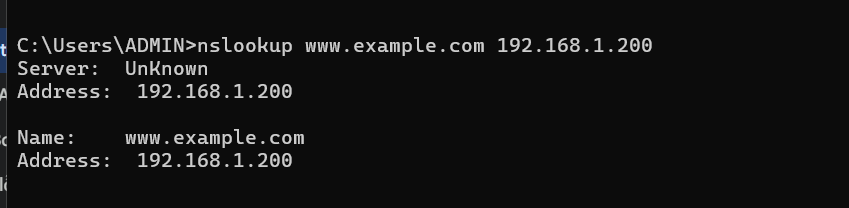 C:\Users\ADMIN>nslookup www.example.com 192.168.1.200
Server:  UnKnown
Address:  192.168.1.200
Name:    www.example.com
Address:  192.168.1.200